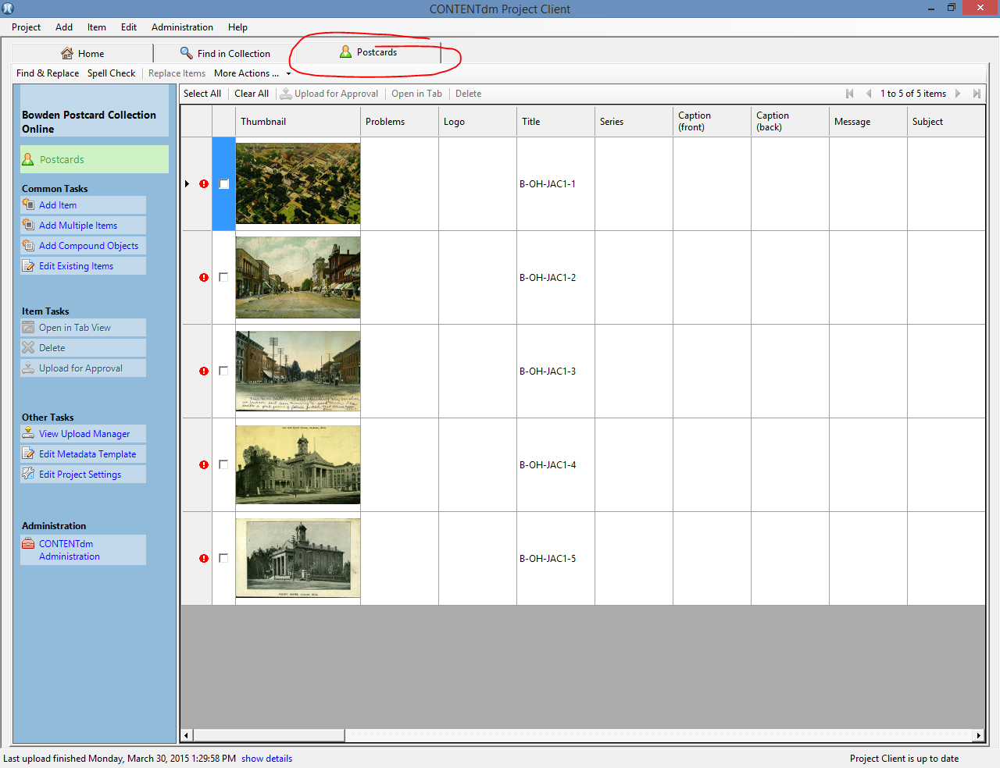 CONTENTdm Project Client
Project Add Item Edit Administration Help
Home Find in Collection Postcards
Find & Replace Spell Check Replace Items More Actions ...
Bowden Postcard Collection
Online
Postcards
Common Tasks
Add Item
Add Multiple Items
Add Compound Objects
Edit Existing Items
Item Tasks
Open in Tab View
Delete
Upload for Approval
Other Tasks
View Upload Manager
Edit Metadata Template
Edit Project Settings
Administration
CONTENTdm
Administration
Select All Clear All Upload for Approval Open in Tab Delete 1 to 5 of 5 items
Thumbnail Problems Logo Title Series Caption (front) Caption (back) Message Subject
B-OH-JAC1-1
B-OH-JAC1-2
B-OH-JAC1-3
B-OH-JAC1-4
B-OH-JAC1-5
Last upload finished Monday, March 30, 2015 1:29:58 PM show details Project Client is up to date